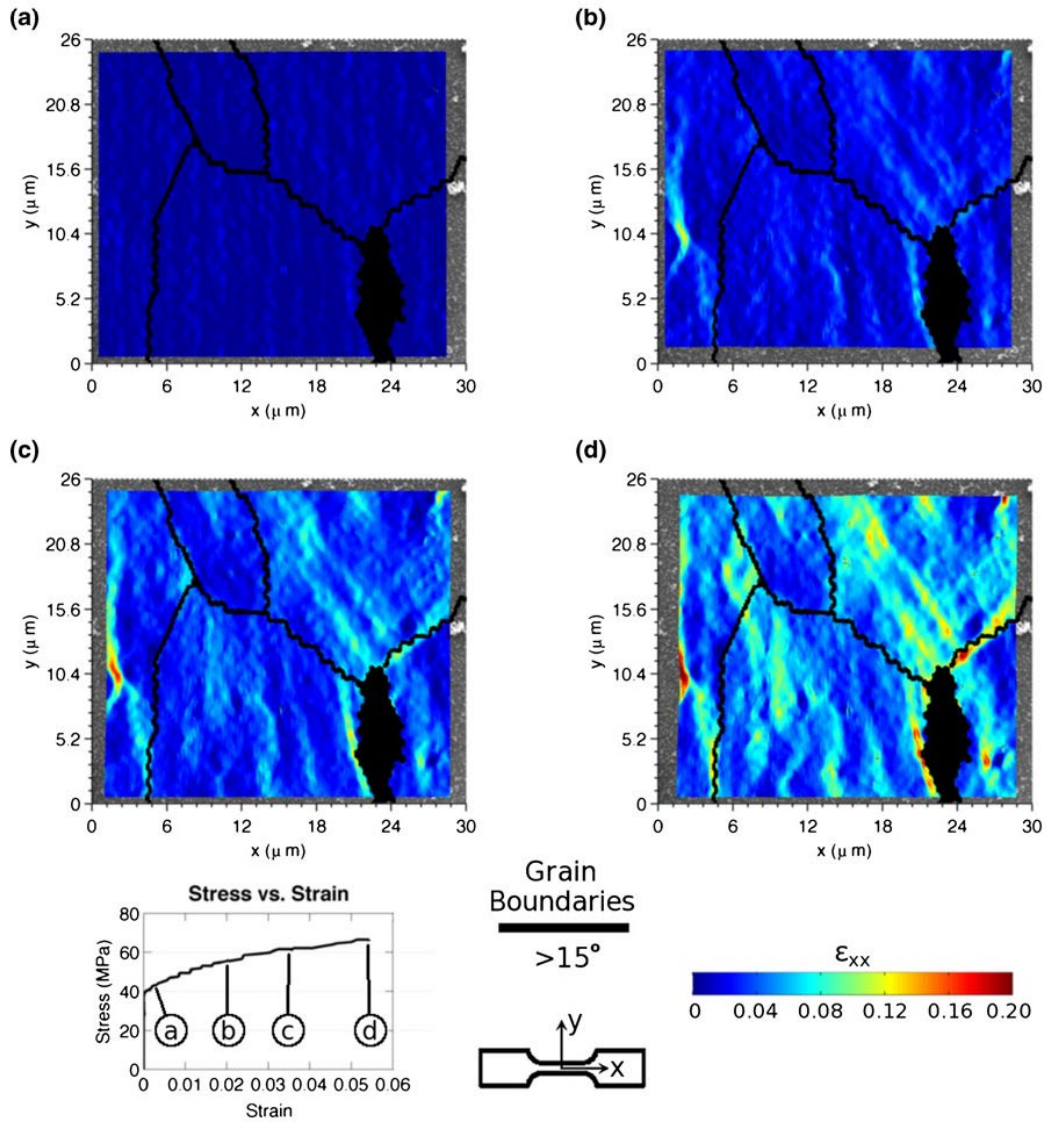 (a)
(b)
26
20.8
15.6
10.4
5.2
0
y (μ m)
0 6 12 18 24 30
x (μ m)
26
20.8
15.6
10.4
5.2
0
y (μ m)
0 6 12 18 24 30
x (μ m)
(c)
(d)
26
20.8
15.6
10.4
5.2
0
y (μ m)
0 6 12 18 24 30
x (μ m)
26
20.8
15.6
10.4
5.2
0
y (μ m)
0 6 12 18 24 30
x (μ m)
Stress vs. Strain
80
60
40
20
0
Stress (MPa)
a b c d
0 0.01 0.02 0.03 0.04 0.05 0.06
Strain
Grain
Boundaries
>15°
y
x
εxx
0 0.04 0.08 0.12 0.16 0.20